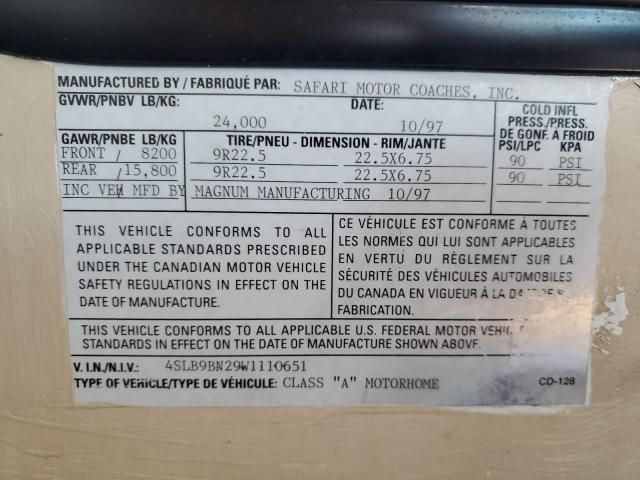 MANUFACTURED BY / FABRIQUÉ PAR: SAFARI MOTOR COACHES, INC.
GVWR/PNBV LB/KG: DATE: COLD INFL
24,000 10/97 PRESS./PRESS.
DE GONF. À FROID
GAWR/PNBE LB/KG TIRE/PNEU - DIMENSION - RIM/JANTE PSI/LPC KPA
FRONT / 8200 9R22.5 22.5X6.75 90 PSI
REAR /15,800 9R22.5 22.5X6.75 90 PSI
INC VEH MFD BY MAGNUM MANUFACTURING 10/97
THIS VEHICLE CONFORMS TO ALL
APPLICABLE STANDARDS PRESCRIBED
UNDER THE CANADIAN MOTOR VEHICLE
SAFETY REGULATIONS IN EFFECT ON THE
DATE OF MANUFACTURE.
CE VÉHICULE EST CONFORME À TOUTES
LES NORMES QUI LUI SONT APPLICABLES
EN VERTU DU RÈGLEMENT SUR LA
SÉCURITÉ DES VÉHICULES AUTOMOBILES
DU CANADA EN VIGUEUR À LA
FABRICATION.
THIS VEHICLE CONFORMS TO ALL APPLICABLE U.S. FEDERAL MOTOR
SAFETY STANDARDS IN EFFECT ON THE DATE OF MANUFACTURE SHOWN ABOVE.
V.I.N./N.I.V.: 4SLB9BN29W1110651
TYPE OF VEHICLE/TYPE DE VÉHICULE: CLASS "A" MOTORHOME CD-128